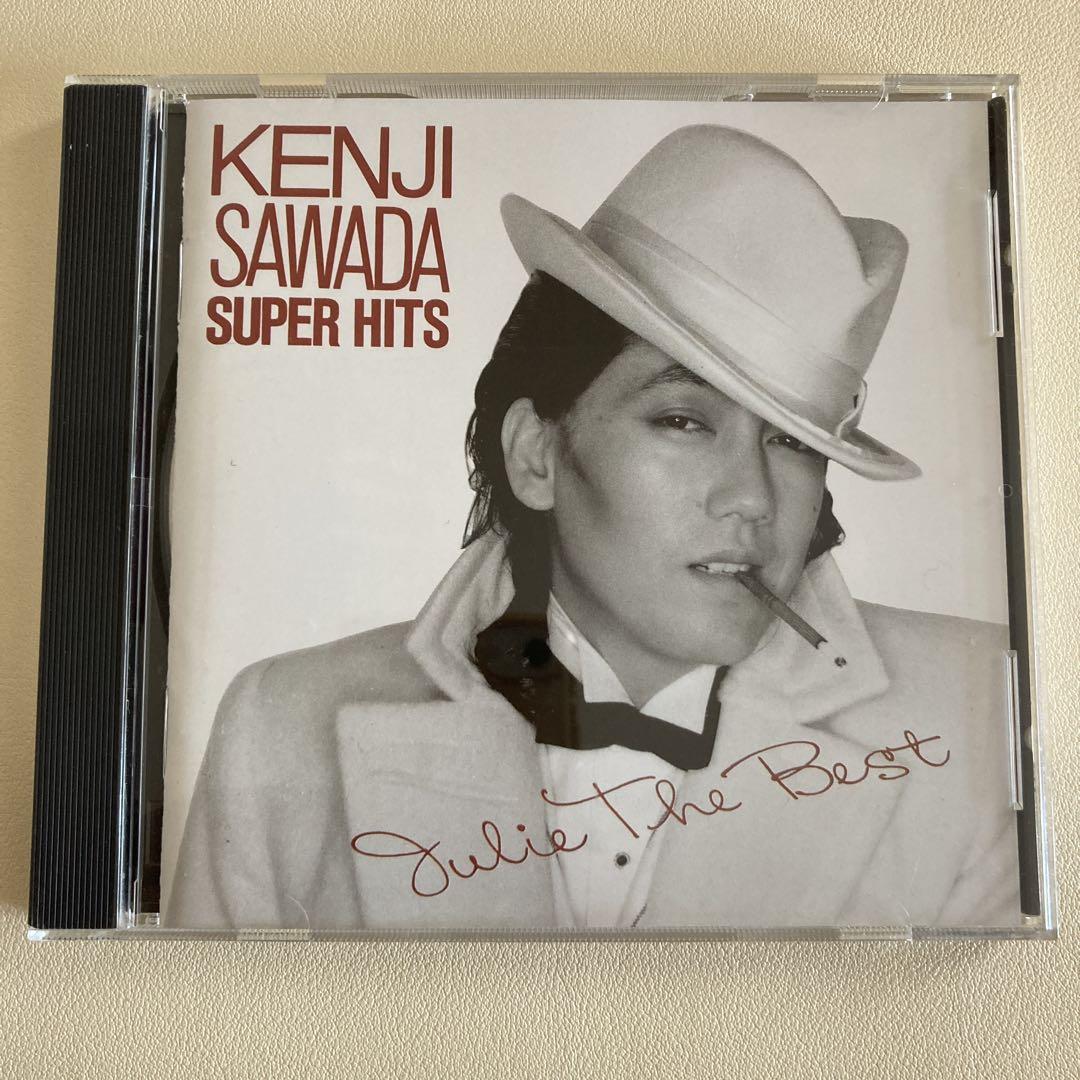 KENJI
SAWADA
SUPER HITS
Julie The Best